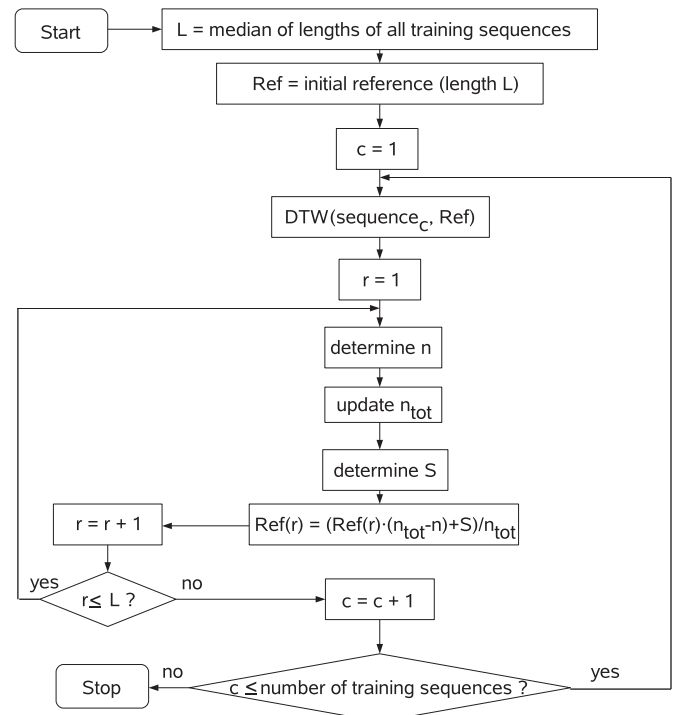 Start
L = median of lengths of all training sequences
Ref = initial reference (length L)
c = 1
DTW(sequence_c, Ref)
r = 1
determine n
update n_tot
determine S
Ref(r) = (Ref(r)·(n_tot-n)+S)/n_tot
r = r + 1
yes
r≤ L ?
no
c = c + 1
c ≤number of training sequences ?
no
yes
Stop